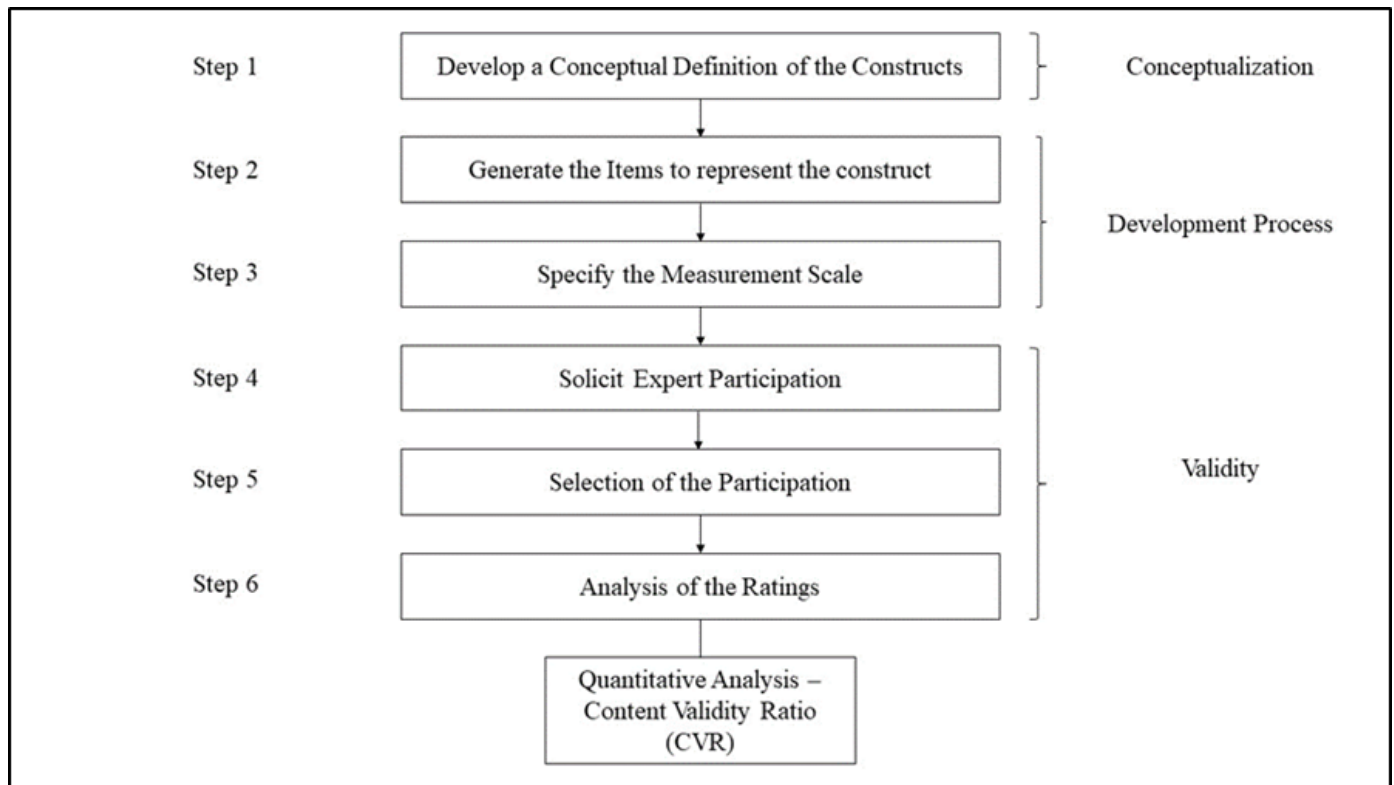 Step 1
Develop a Conceptual Definition of the Constructs
Conceptualization
Step 2
Generate the Items to represent the construct
Development Process
Step 3
Specify the Measurement Scale
Step 4
Solicit Expert Participation
Step 5
Selection of the Participation
Validity
Step 6
Analysis of the Ratings
Quantitative Analysis –
Content Validity Ratio
(CVR)